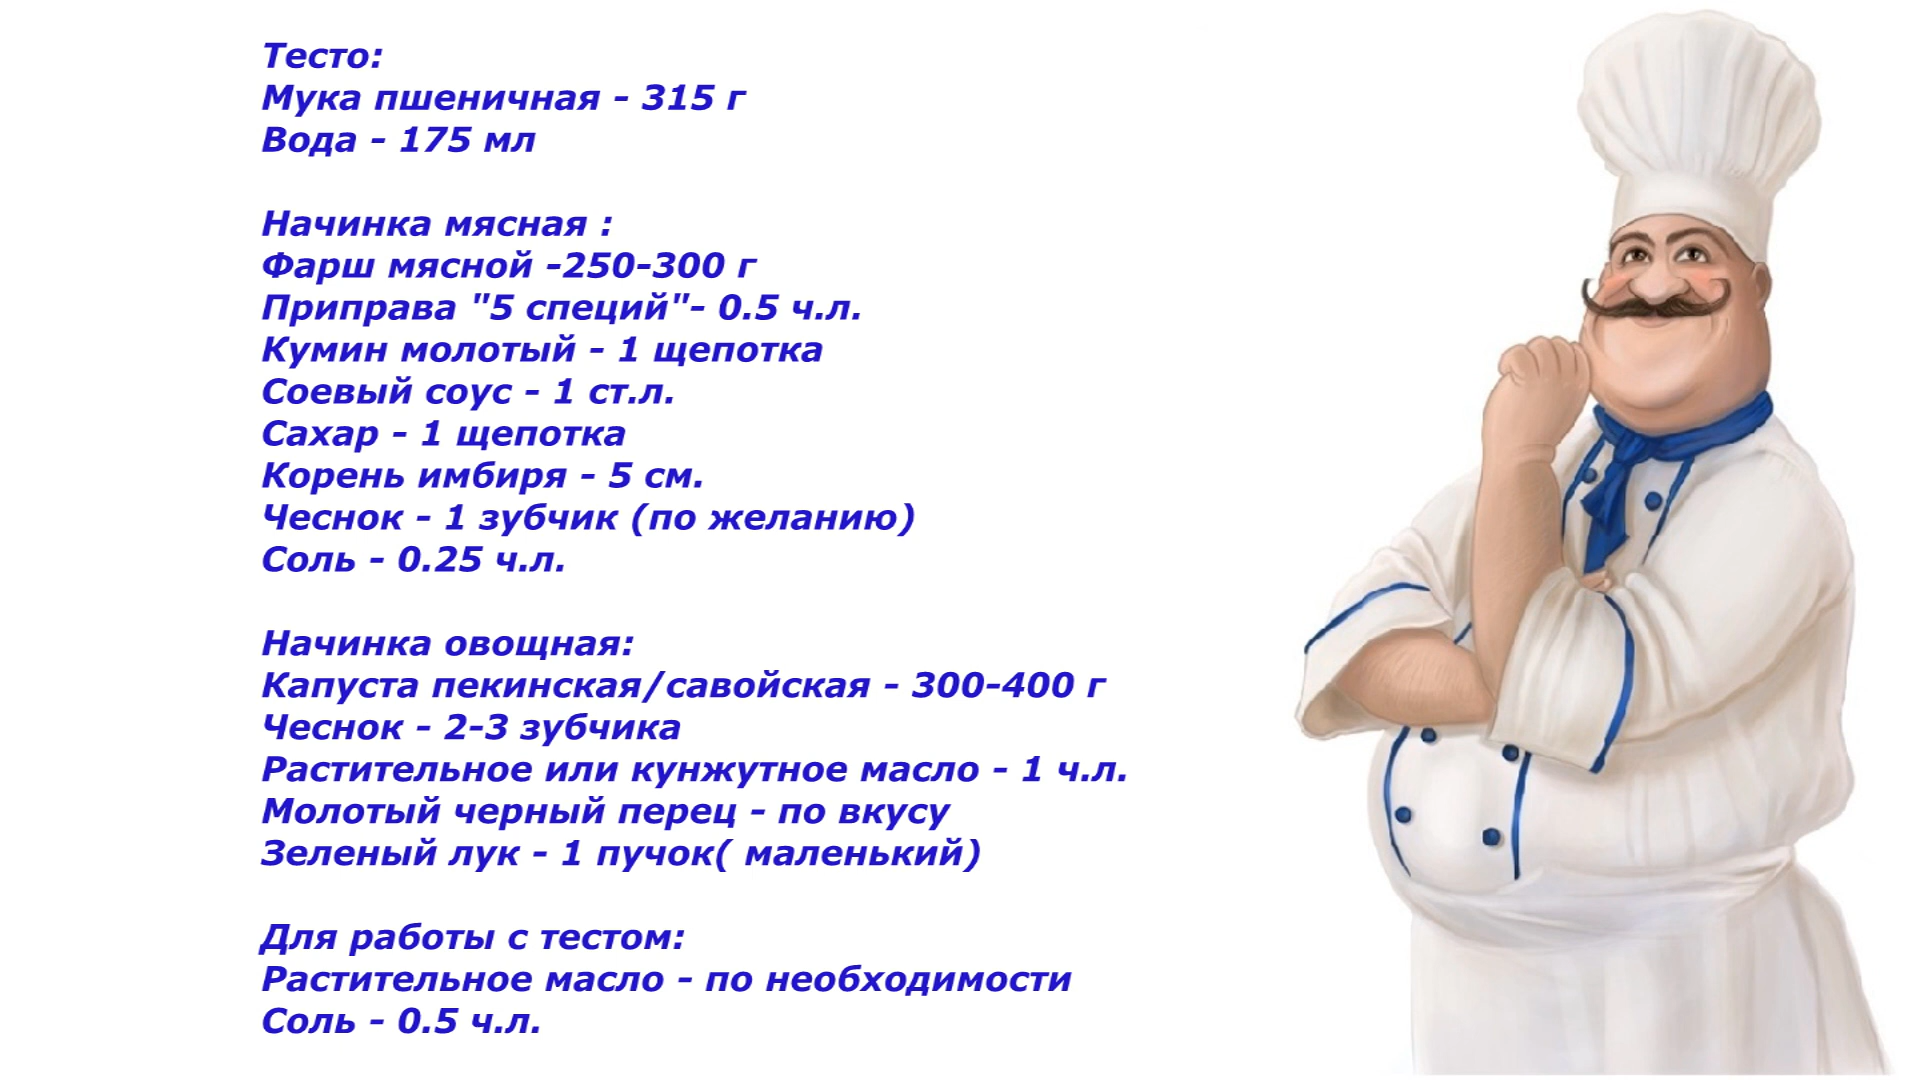 Тесто:
Мука пшеничная - 315 г
Вода - 175 мл
Начинка мясная :
Фарш мясной -250-300 г
Приправа "5 специй"- 0.5 ч.л.
Кумин молотый - 1 щепотка
Соевый соус - 1 ст.л.
Сахар - 1 щепотка
Корень имбиря - 5 см.
Чеснок - 1 зубчик (по желанию)
Соль - 0.25 ч.л.
Начинка овощная:
Капуста пекинская/савойская - 300-400 г
Чеснок - 2-3 зубчика
Растительное или кунжутное масло - 1 ч.л.
Молотый черный перец - по вкусу
Зеленый лук - 1 пучок( маленький)
Для работы с тестом:
Растительное масло - по необходимости
Соль - 0.5 ч.л.